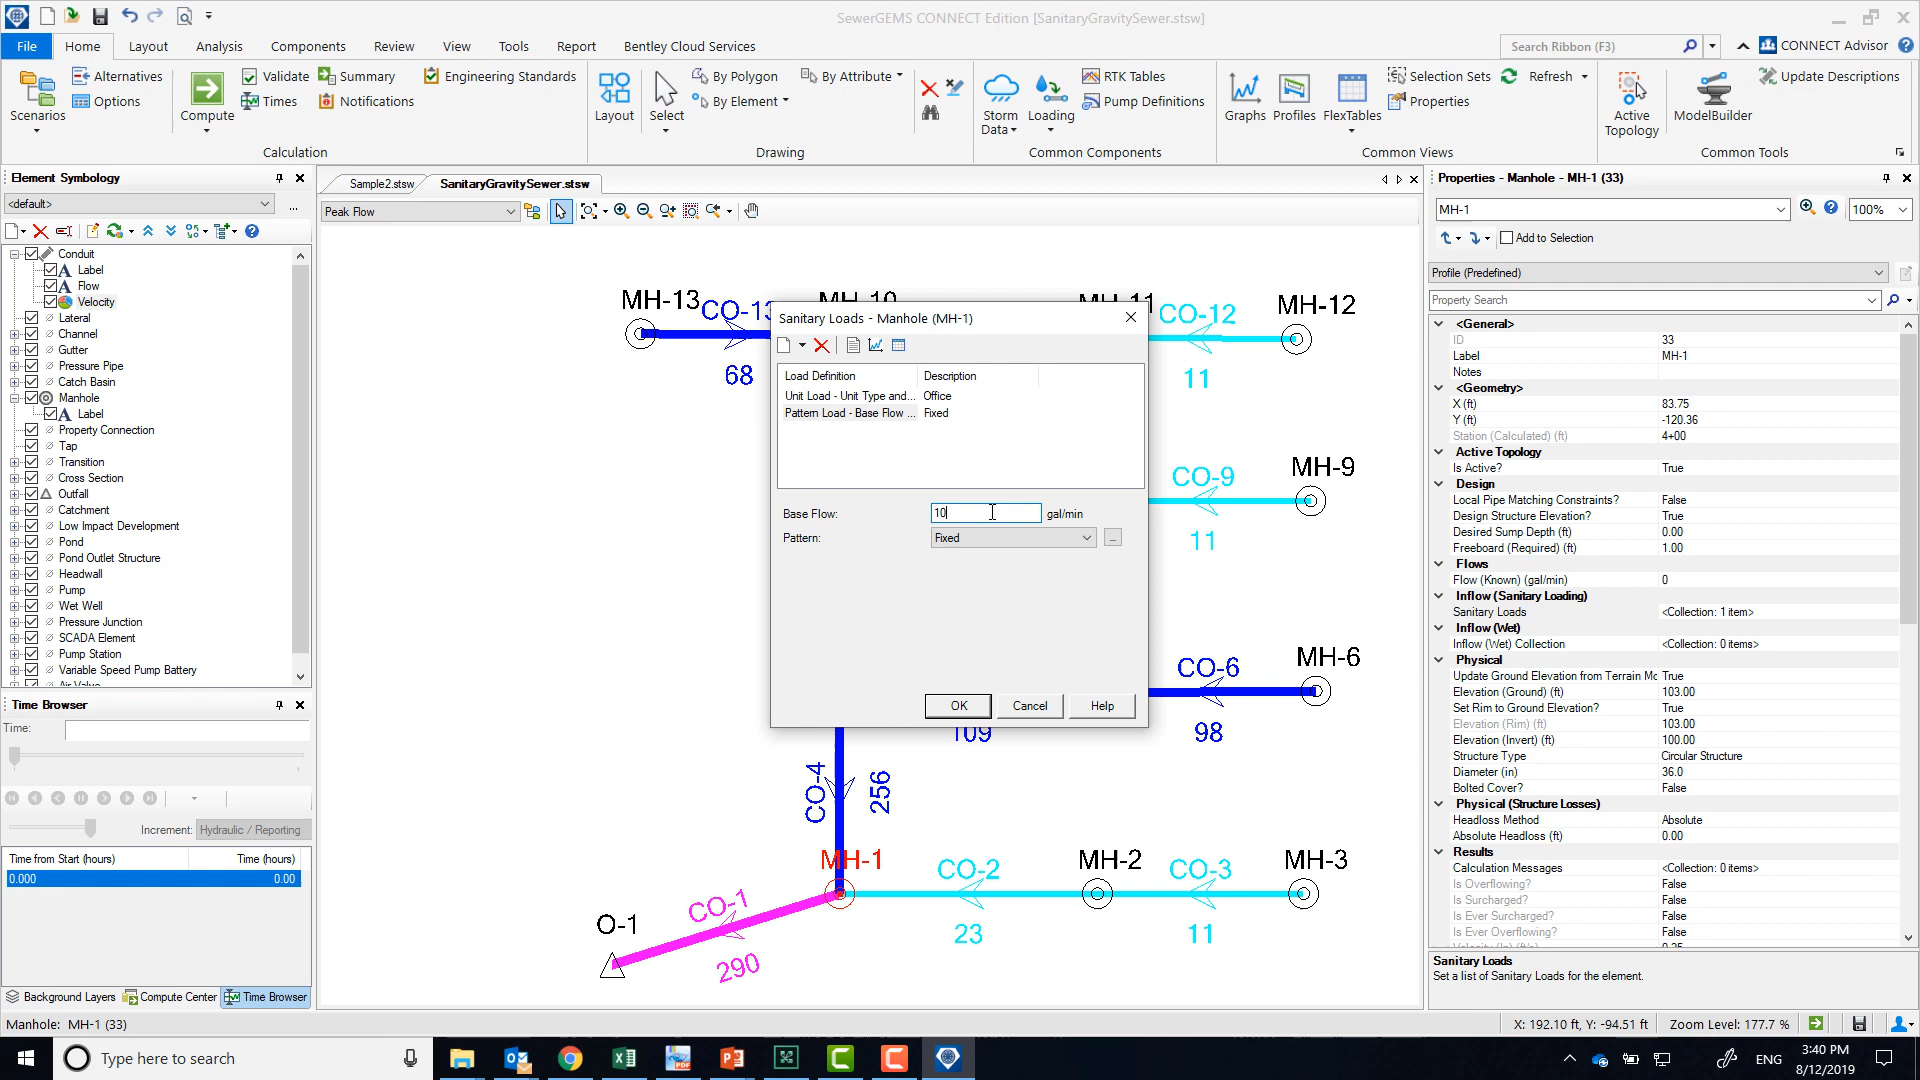 SewerGEMS CONNECT Edition [SanitaryGravitySewer.stsw]
File Home Layout Analysis Components Review View Tools Report Bentley Cloud Services
Search Ribbon (F3) CONNECT Advisor
Scenarios
Alternatives
Options
Compute
Validate
Times
Summary
Notifications
Engineering Standards
Calculation
Layout
Select
By Polygon
By Element
By Attribute
Drawing
Storm Data
Loading
RTK Tables
Pump Definitions
Common Components
Graphs
Profiles
FlexTables
Selection Sets
Properties
Refresh
Common Views
Active Topology
ModelBuilder
Update Descriptions
Common Tools
Element Symbology
<default>
Conduit
Label
Flow
Velocity
Lateral
Channel
Gutter
Pressure Pipe
Catch Basin
Manhole
Label
Property Connection
Tap
Transition
Cross Section
Outfall
Catchment
Low Impact Development
Pond
Pond Outlet Structure
Headwall
Pump
Wet Well
Pressure Junction
SCADA Element
Pump Station
Variable Speed Pump Battery
Air Valve
Time Browser
Time:
Increment: Hydraulic / Reporting
Time from Start (hours) Time (hours)
0.000 0.00
Background Layers Compute Center Time Browser
Sample2.stsw SanitaryGravitySewer.stsw
Peak Flow
MH-13 CO-13 MH-10 MH-11 CO-12 MH-12
68 11
CO-9 MH-9
11
CO-6 MH-6
109 98
CO-4 256
MH-1 CO-2 MH-2 CO-3 MH-3
23 11
O-1 CO-1
290
Sanitary Loads - Manhole (MH-1)
Load Definition Description
Unit Load - Unit Type and... Office
Pattern Load - Base Flow ... Fixed
Base Flow: 10 gal/min
Pattern: Fixed ...
OK Cancel Help
Properties - Manhole - MH-1 (33)
MH-1 100%
Add to Selection
Profile (Predefined)
Property Search
<General>
ID 33
Label MH-1
Notes
<Geometry>
X (ft) 83.75
Y (ft) -120.36
Station (Calculated) (ft) 4+00
Active Topology
Is Active? True
Design
Local Pipe Matching Constraints? False
Design Structure Elevation? True
Desired Sump Depth (ft) 0.00
Freeboard (Required) (ft) 1.00
Flows
Flow (Known) (gal/min) 0
Inflow (Sanitary Loading)
Sanitary Loads <Collection: 1 item>
Inflow (Wet)
Inflow (Wet) Collection <Collection: 0 items>
Physical
Update Ground Elevation from Terrain Mo True
Elevation (Ground) (ft) 103.00
Set Rim to Ground Elevation? True
Elevation (Rim) (ft) 103.00
Elevation (Invert) (ft) 100.00
Structure Type Circular Structure
Diameter (in) 36.0
Bolted Cover? False
Physical (Structure Losses)
Headloss Method Absolute
Absolute Headloss (ft) 0.00
Results
Calculation Messages <Collection: 0 items>
Is Overflowing? False
Is Surcharged? False
Is Ever Surcharged? False
Is Ever Overflowing? False
Sanitary Loads
Set a list of Sanitary Loads for the element.
Manhole: MH-1 (33) X: 192.10 ft, Y: -94.51 ft Zoom Level: 177.7 %
Type here to search ENG 3:40 PM
8/12/2019